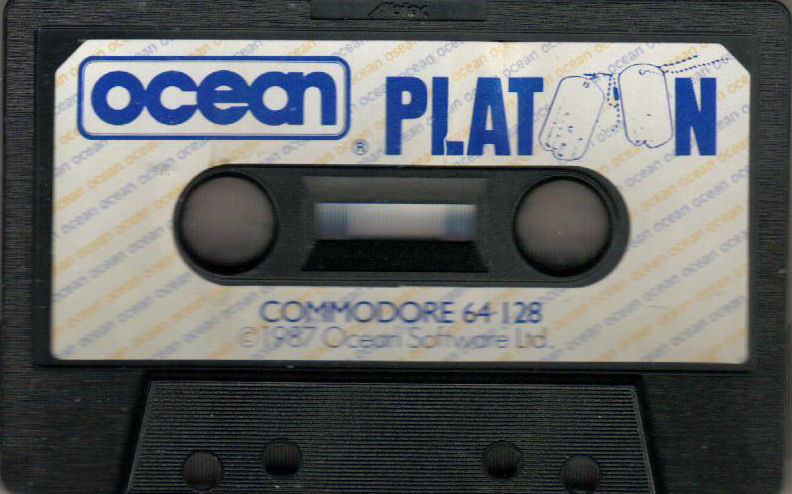 ocean
®
PLATOON
COMMODORE 64-128
©1987 Ocean Software Ltd.